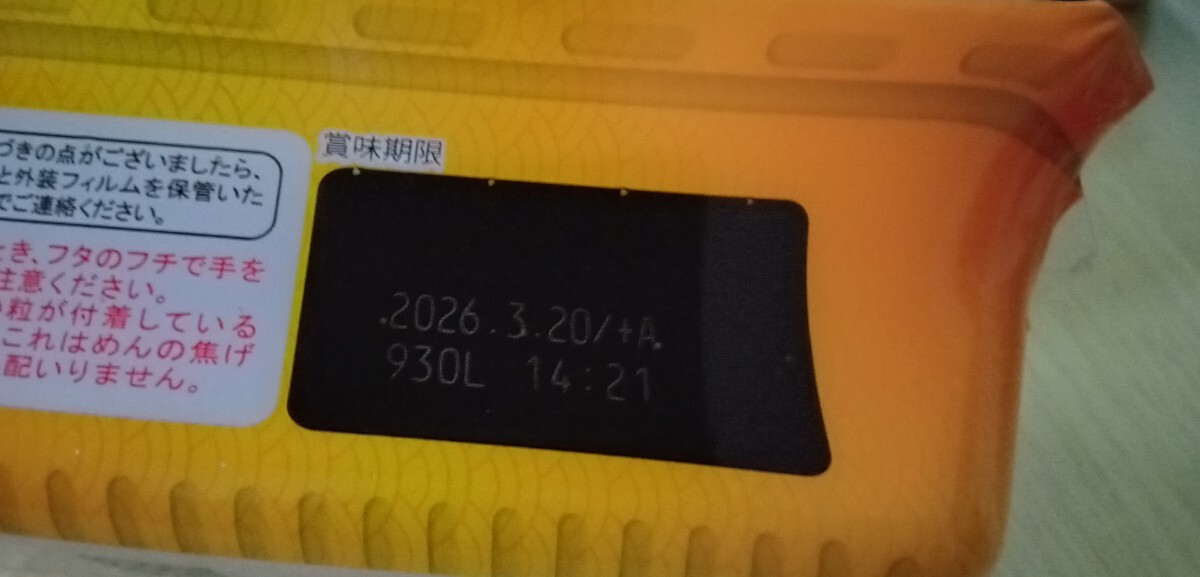 づきの点がございましたら、
と外装フィルムを保管いた
でご連絡ください。
とき、フタのフチで手を
注意ください。
粒が付着している
これはめんの焦げ
配いりません。
賞味期限
.2026.3.20/+A.
930L 14:21